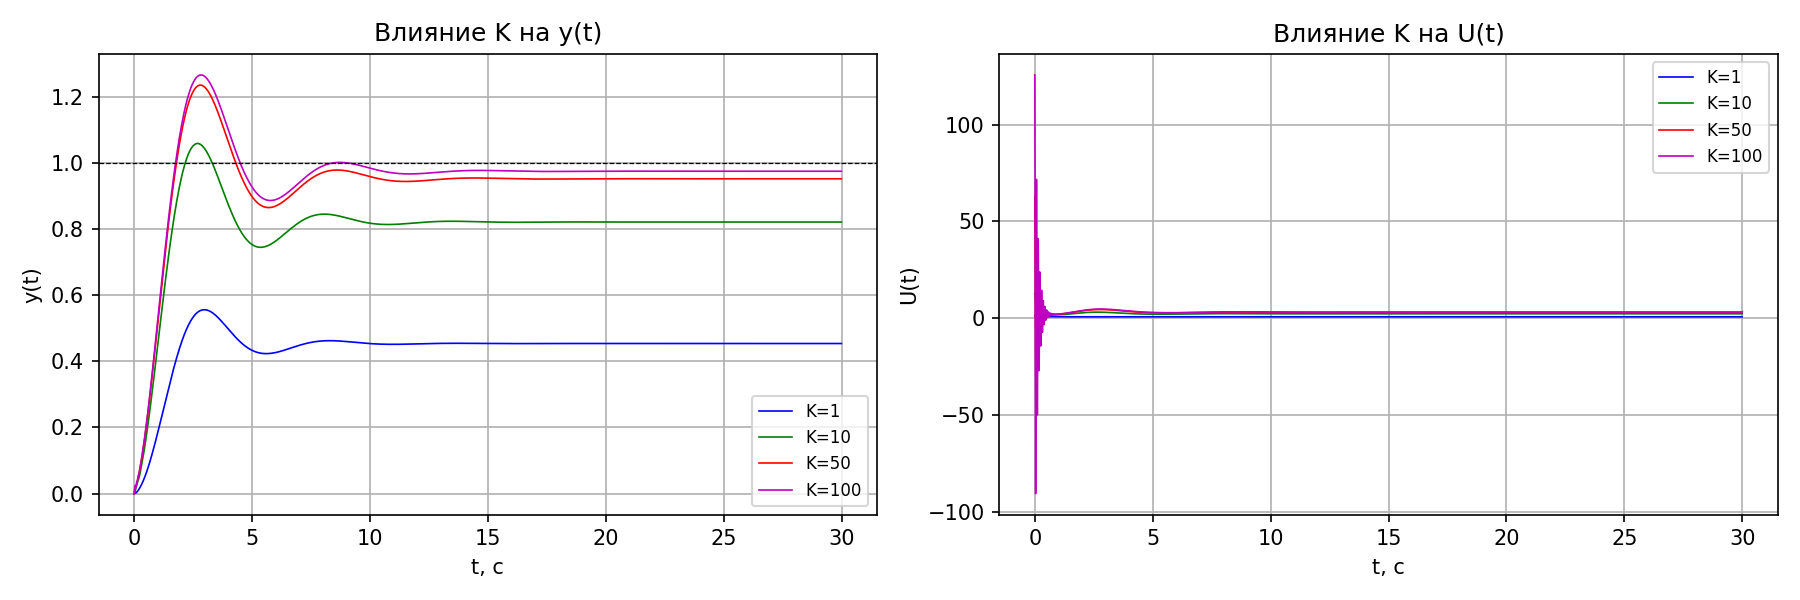 Влияние K на y(t)
y(t)
1.2
1.0
0.8
0.6
0.4
0.2
0.0
0 5 10 15 20 25 30
t, с
K=1
K=10
K=50
K=100
Влияние K на U(t)
U(t)
100
50
0
−50
−100
0 5 10 15 20 25 30
t, с
K=1
K=10
K=50
K=100